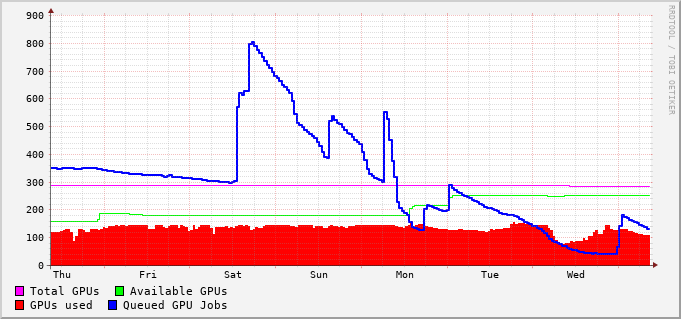 900
800
700
600
500
400
300
200
100
0
Thu Fri Sat Sun Mon Tue Wed
Total GPUs Available GPUs
GPUs used Queued GPU Jobs
RRDTOOL / TOBI OETIKER